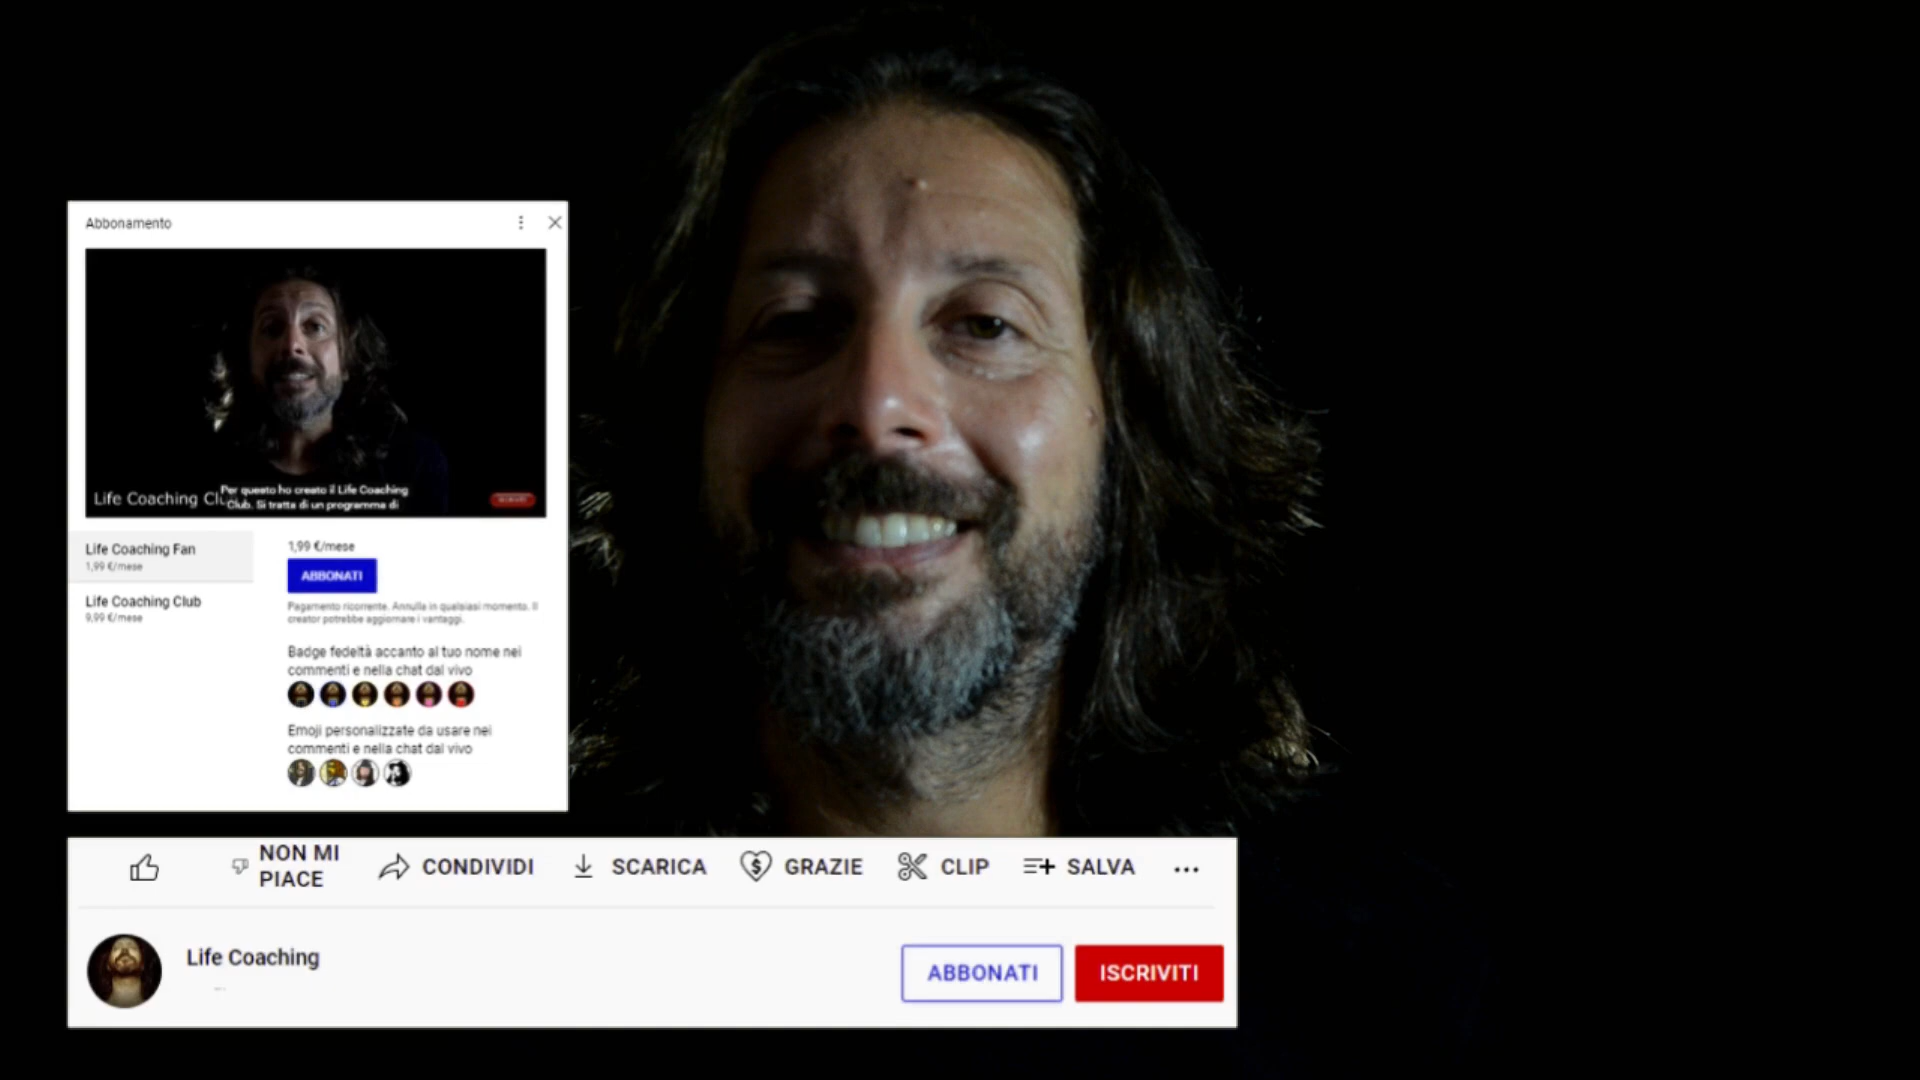 Abbonamento
Life Coaching Cl
Per questo ho creato il Life Coaching
Club. Si tratta di un programma di
Life Coaching Fan
1,99 €/mese
Life Coaching Club
9,99 €/mese
1,99 €/mese
ABBONATI
Pagamento ricorrente. Annulla in qualsiasi momento. Il
creator potrebbe aggiornare i vantaggi.
Badge fedeltà accanto al tuo nome nei
commenti e nella chat dal vivo
Emoji personalizzate da usare nei
commenti e nella chat dal vivo
NON MI
PIACE
CONDIVIDI
SCARICA
GRAZIE
CLIP
SALVA
Life Coaching
ABBONATI
ISCRIVITI